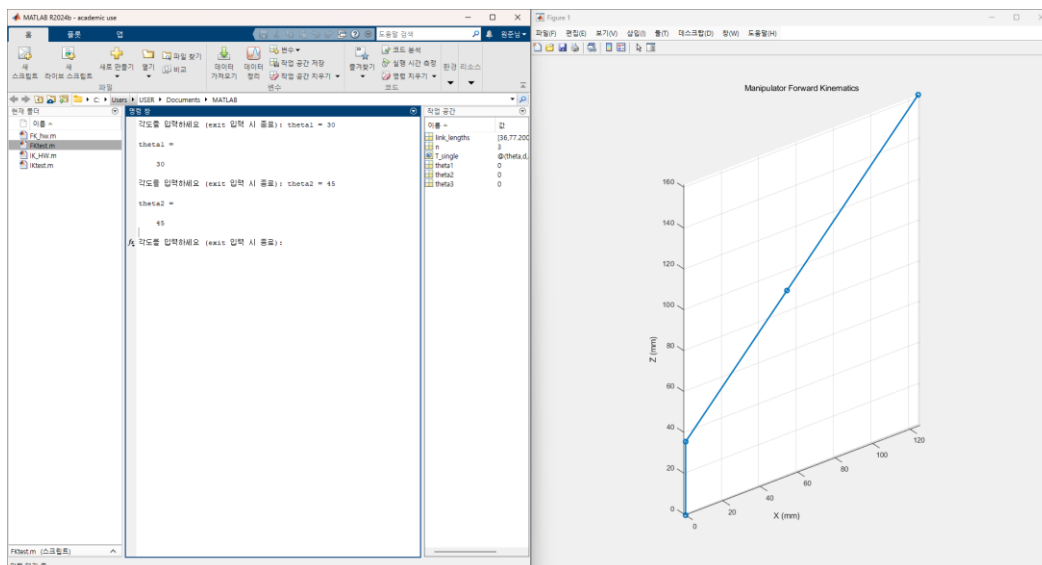 MATLAB R2024b - academic use
홈
플롯
앱
도움말 검색
원준님
새 스크립트
새 라이브 스크립트
새로 만들기
열기
파일 찾기
비교
데이터 가져오기
데이터 정리
변수
작업 공간 저장
작업 공간 지우기
즐겨찾기
코드 분석
실행 시간 측정
명령 지우기
환경
리소스
파일
변수
코드
C: ▸ Users ▸ USER ▸ Documents ▸ MATLAB
현재 폴더
이름
FK_hw.m
FKtest.m
IK_HW.m
IKtest.m
FKtest.m (스크립트)
명령 창
각도를 입력하세요 (exit 입력 시 종료): theta1 = 30
theta1 =
30
각도를 입력하세요 (exit 입력 시 종료): theta2 = 45
theta2 =
45
fx 각도를 입력하세요 (exit 입력 시 종료):
작업 공간
이름 값
link_lengths [36,77,200
n 3
T_single @(theta,d,
theta1 0
theta2 0
theta3 0
Figure 1
파일(F) 편집(E) 보기(V) 삽입(I) 툴(T) 데스크탑(D) 창(W) 도움말(H)
Manipulator Forward Kinematics
160
140
120
100
80
60
40
20
0
Z (mm)
0
20
40
60
80
100
120
X (mm)